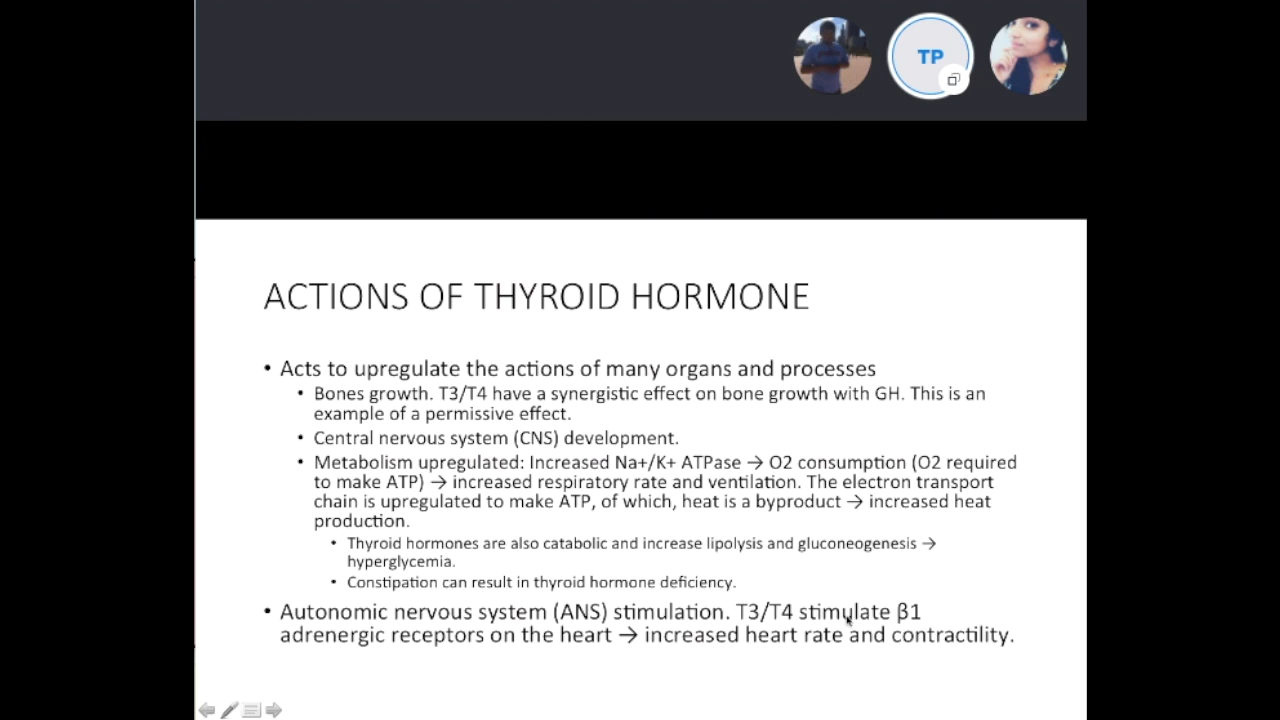 TP
ACTIONS OF THYROID HORMONE
• Acts to upregulate the actions of many organs and processes
• Bones growth. T3/T4 have a synergistic effect on bone growth with GH. This is an
example of a permissive effect.
• Central nervous system (CNS) development.
• Metabolism upregulated: Increased Na+/K+ ATPase → O2 consumption (O2 required
to make ATP) → increased respiratory rate and ventilation. The electron transport
chain is upregulated to make ATP, of which, heat is a byproduct → increased heat
production.
• Thyroid hormones are also catabolic and increase lipolysis and gluconeogenesis →
hyperglycemia.
• Constipation can result in thyroid hormone deficiency.
• Autonomic nervous system (ANS) stimulation. T3/T4 stimulate β1
adrenergic receptors on the heart → increased heart rate and contractility.